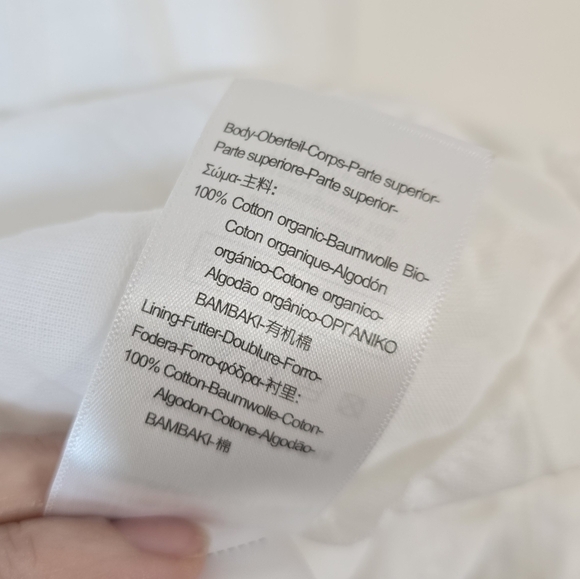 Body-Oberteil-Corps-Parte superior-
Parte superiore-Parte superior-
Σώμα-主料:
100% Cotton organic-Baumwolle Bio-
Coton organique-Algodón
orgánico-Cotone organico-
Algodão orgânico-ΟΡΓΑΝΙΚΟ
BAMBAKI-有机棉
Lining-Futter-Doublure-Forro-
Fodera-Forro-φόδρα-衬里:
100% Cotton-Baumwolle-Coton-
Algodon-Cotone-Algodão-
BAMBAKI-棉